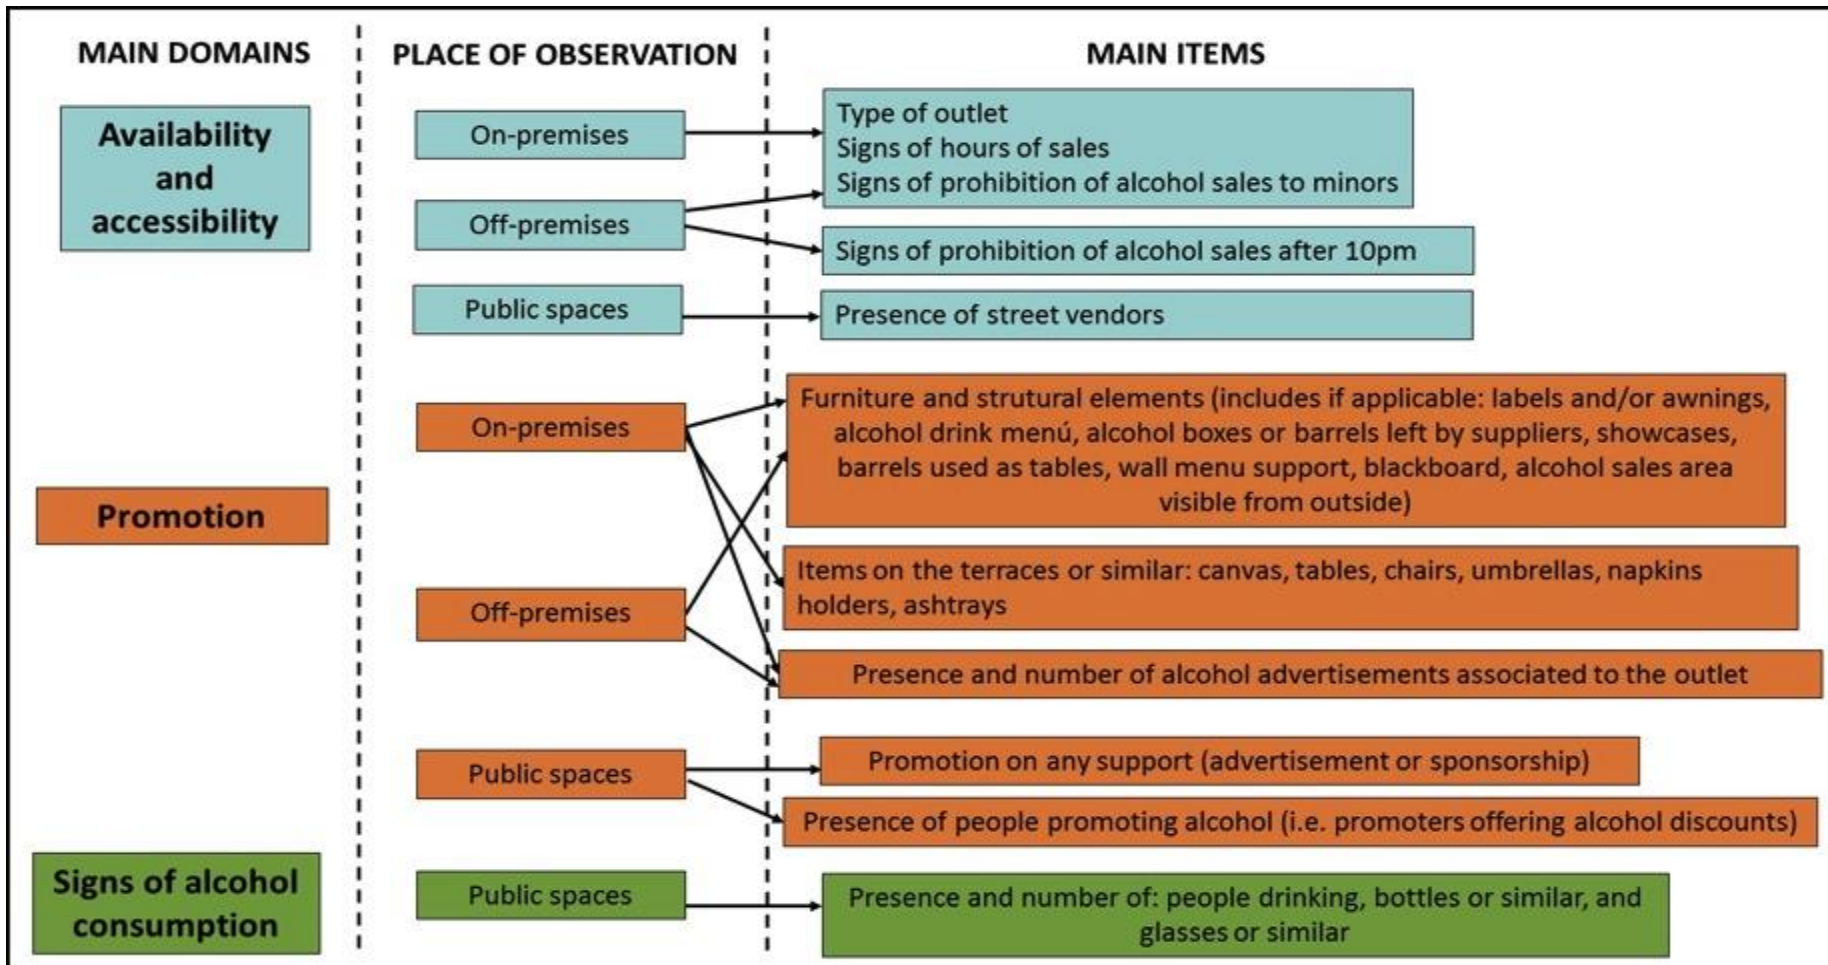 MAIN DOMAINS
PLACE OF OBSERVATION
MAIN ITEMS
Availability
and
accessibility
On-premises
Type of outlet
Signs of hours of sales
Signs of prohibition of alcohol sales to minors
Off-premises
Signs of prohibition of alcohol sales after 10pm
Public spaces
Presence of street vendors
Promotion
On-premises
Furniture and strutural elements (includes if applicable: labels and/or awnings,
alcohol drink menú, alcohol boxes or barrels left by suppliers, showcases,
barrels used as tables, wall menu support, blackboard, alcohol sales area
visible from outside)
Items on the terraces or similar: canvas, tables, chairs, umbrellas, napkins
holders, ashtrays
Off-premises
Presence and number of alcohol advertisements associated to the outlet
Public spaces
Promotion on any support (advertisement or sponsorship)
Presence of people promoting alcohol (i.e. promoters offering alcohol discounts)
Signs of alcohol
consumption
Public spaces
Presence and number of: people drinking, bottles or similar, and
glasses or similar